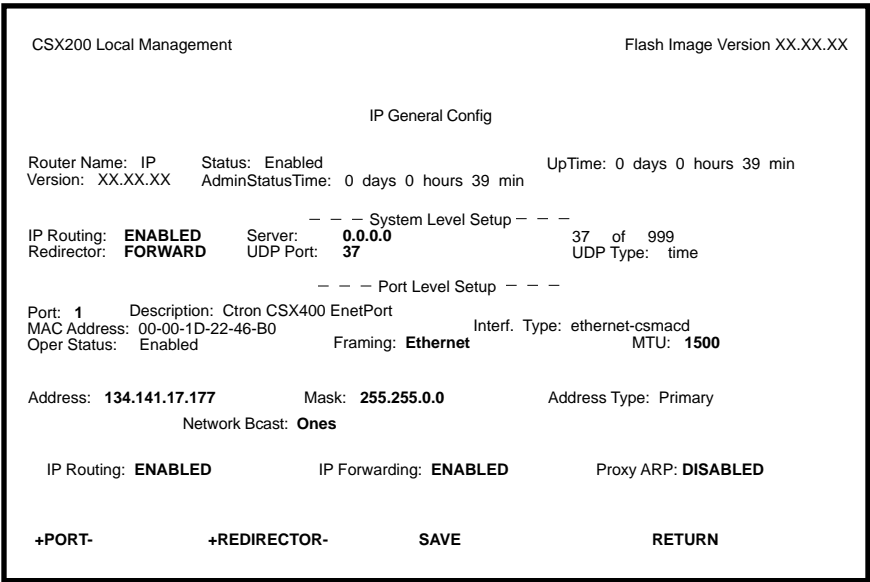 CSX200 Local Management Flash Image Version XX.XX.XX
IP General Config
Router Name: IP Status: Enabled UpTime: 0 days 0 hours 39 min
Version: XX.XX.XX AdminStatusTime: 0 days 0 hours 39 min
– – – System Level Setup – – –
IP Routing: ENABLED Server: 0.0.0.0 37 of 999
Redirector: FORWARD UDP Port: 37 UDP Type: time
– – – Port Level Setup – – –
Port: 1 Description: Ctron CSX400 EnetPort
MAC Address: 00-00-1D-22-46-B0 Interf. Type: ethernet-csmacd
Oper Status: Enabled Framing: Ethernet MTU: 1500
Address: 134.141.17.177 Mask: 255.255.0.0 Address Type: Primary
Network Bcast: Ones
IP Routing: ENABLED IP Forwarding: ENABLED Proxy ARP: DISABLED
+PORT- +REDIRECTOR- SAVE RETURN